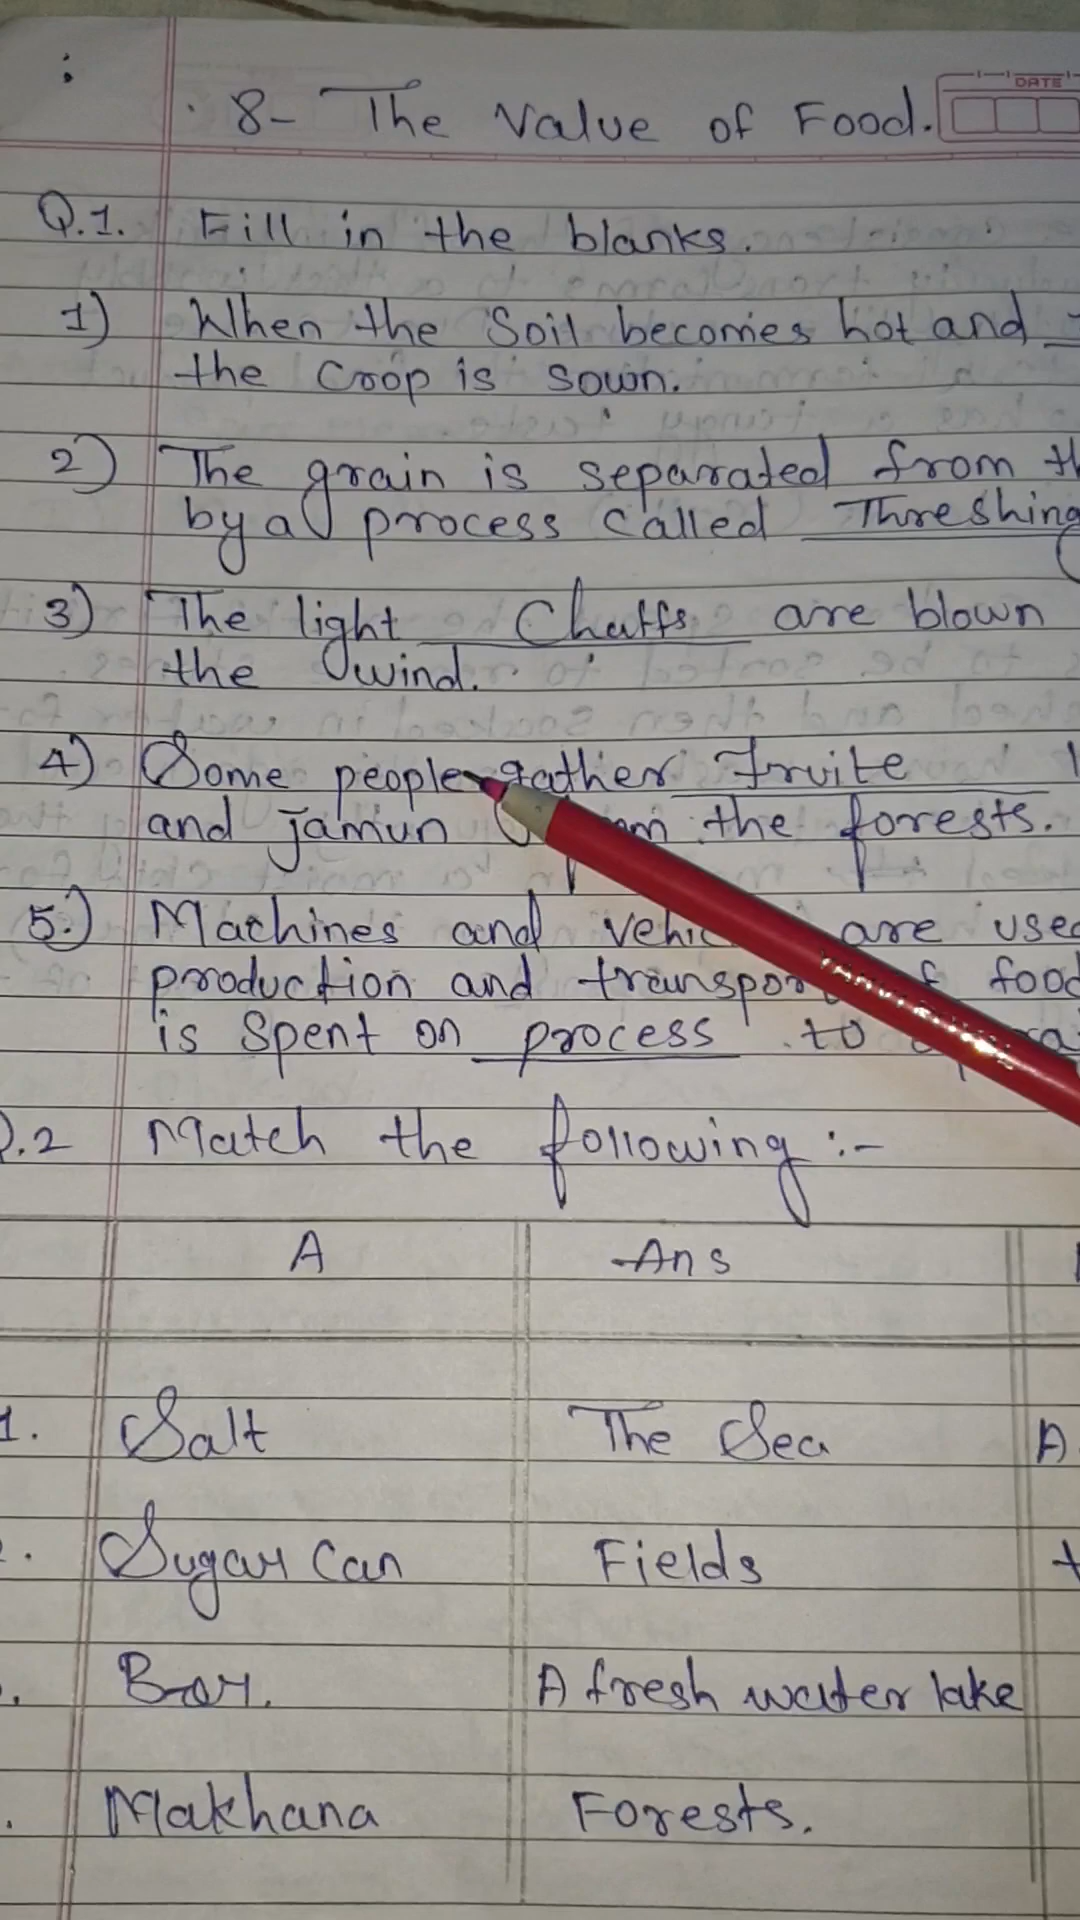 8- The Value of Food.
DATE
Q.1. Fill in the blanks.
1) When the Soil becomes hot and
the Crop is sown.
2) The grain is separated from
by a process Called Threshing
3) The light Chaffs are blown
the wind.
4) Some people gather Fruite
and jamun the forests.
5.) Machines and are
production and food
is Spent on process to
Q.2 Match the following :-
A Ans
1. Salt The Sea A
Sugar Can Fields
Bor. A fresh water lake
Makhana Forests.